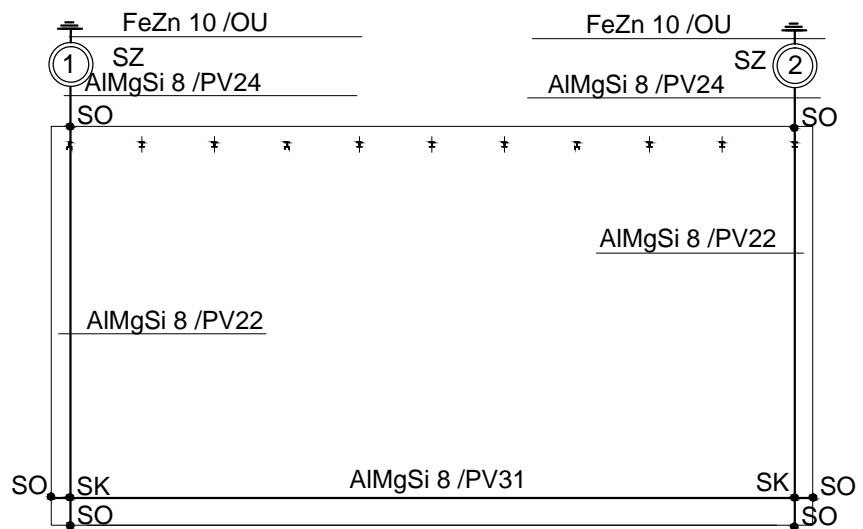 FeZn 10 /OU
FeZn 10 /OU
1
SZ
SZ
2
AlMgSi 8 /PV24
AlMgSi 8 /PV24
SO
SO
AlMgSi 8 /PV22
AlMgSi 8 /PV22
SO
SK
AlMgSi 8 /PV31
SK
SO
SO
SO